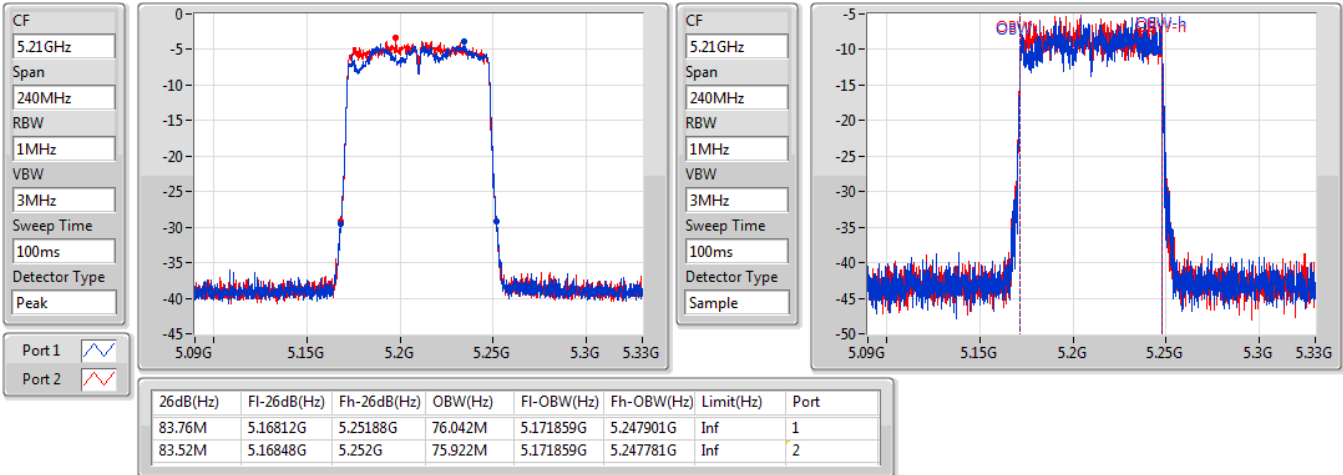 CF
5.21GHz
Span
240MHz
RBW
1MHz
VBW
3MHz
Sweep Time
100ms
Detector Type
Peak
Port 1
Port 2
0
-5
-10
-15
-20
-25
-30
-35
-40
-45
5.09G 5.15G 5.2G 5.25G 5.3G 5.33G
CF
5.21GHz
Span
240MHz
RBW
1MHz
VBW
3MHz
Sweep Time
100ms
Detector Type
Sample
-5
-10
-15
-20
-25
-30
-35
-40
-45
-50
OBW-h
5.09G 5.15G 5.2G 5.25G 5.3G 5.33G
26dB(Hz) Fl-26dB(Hz) Fh-26dB(Hz) OBW(Hz) Fl-OBW(Hz) Fh-OBW(Hz) Limit(Hz) Port
83.76M 5.16812G 5.25188G 76.042M 5.171859G 5.247901G Inf 1
83.52M 5.16848G 5.252G 75.922M 5.171859G 5.247781G Inf 2